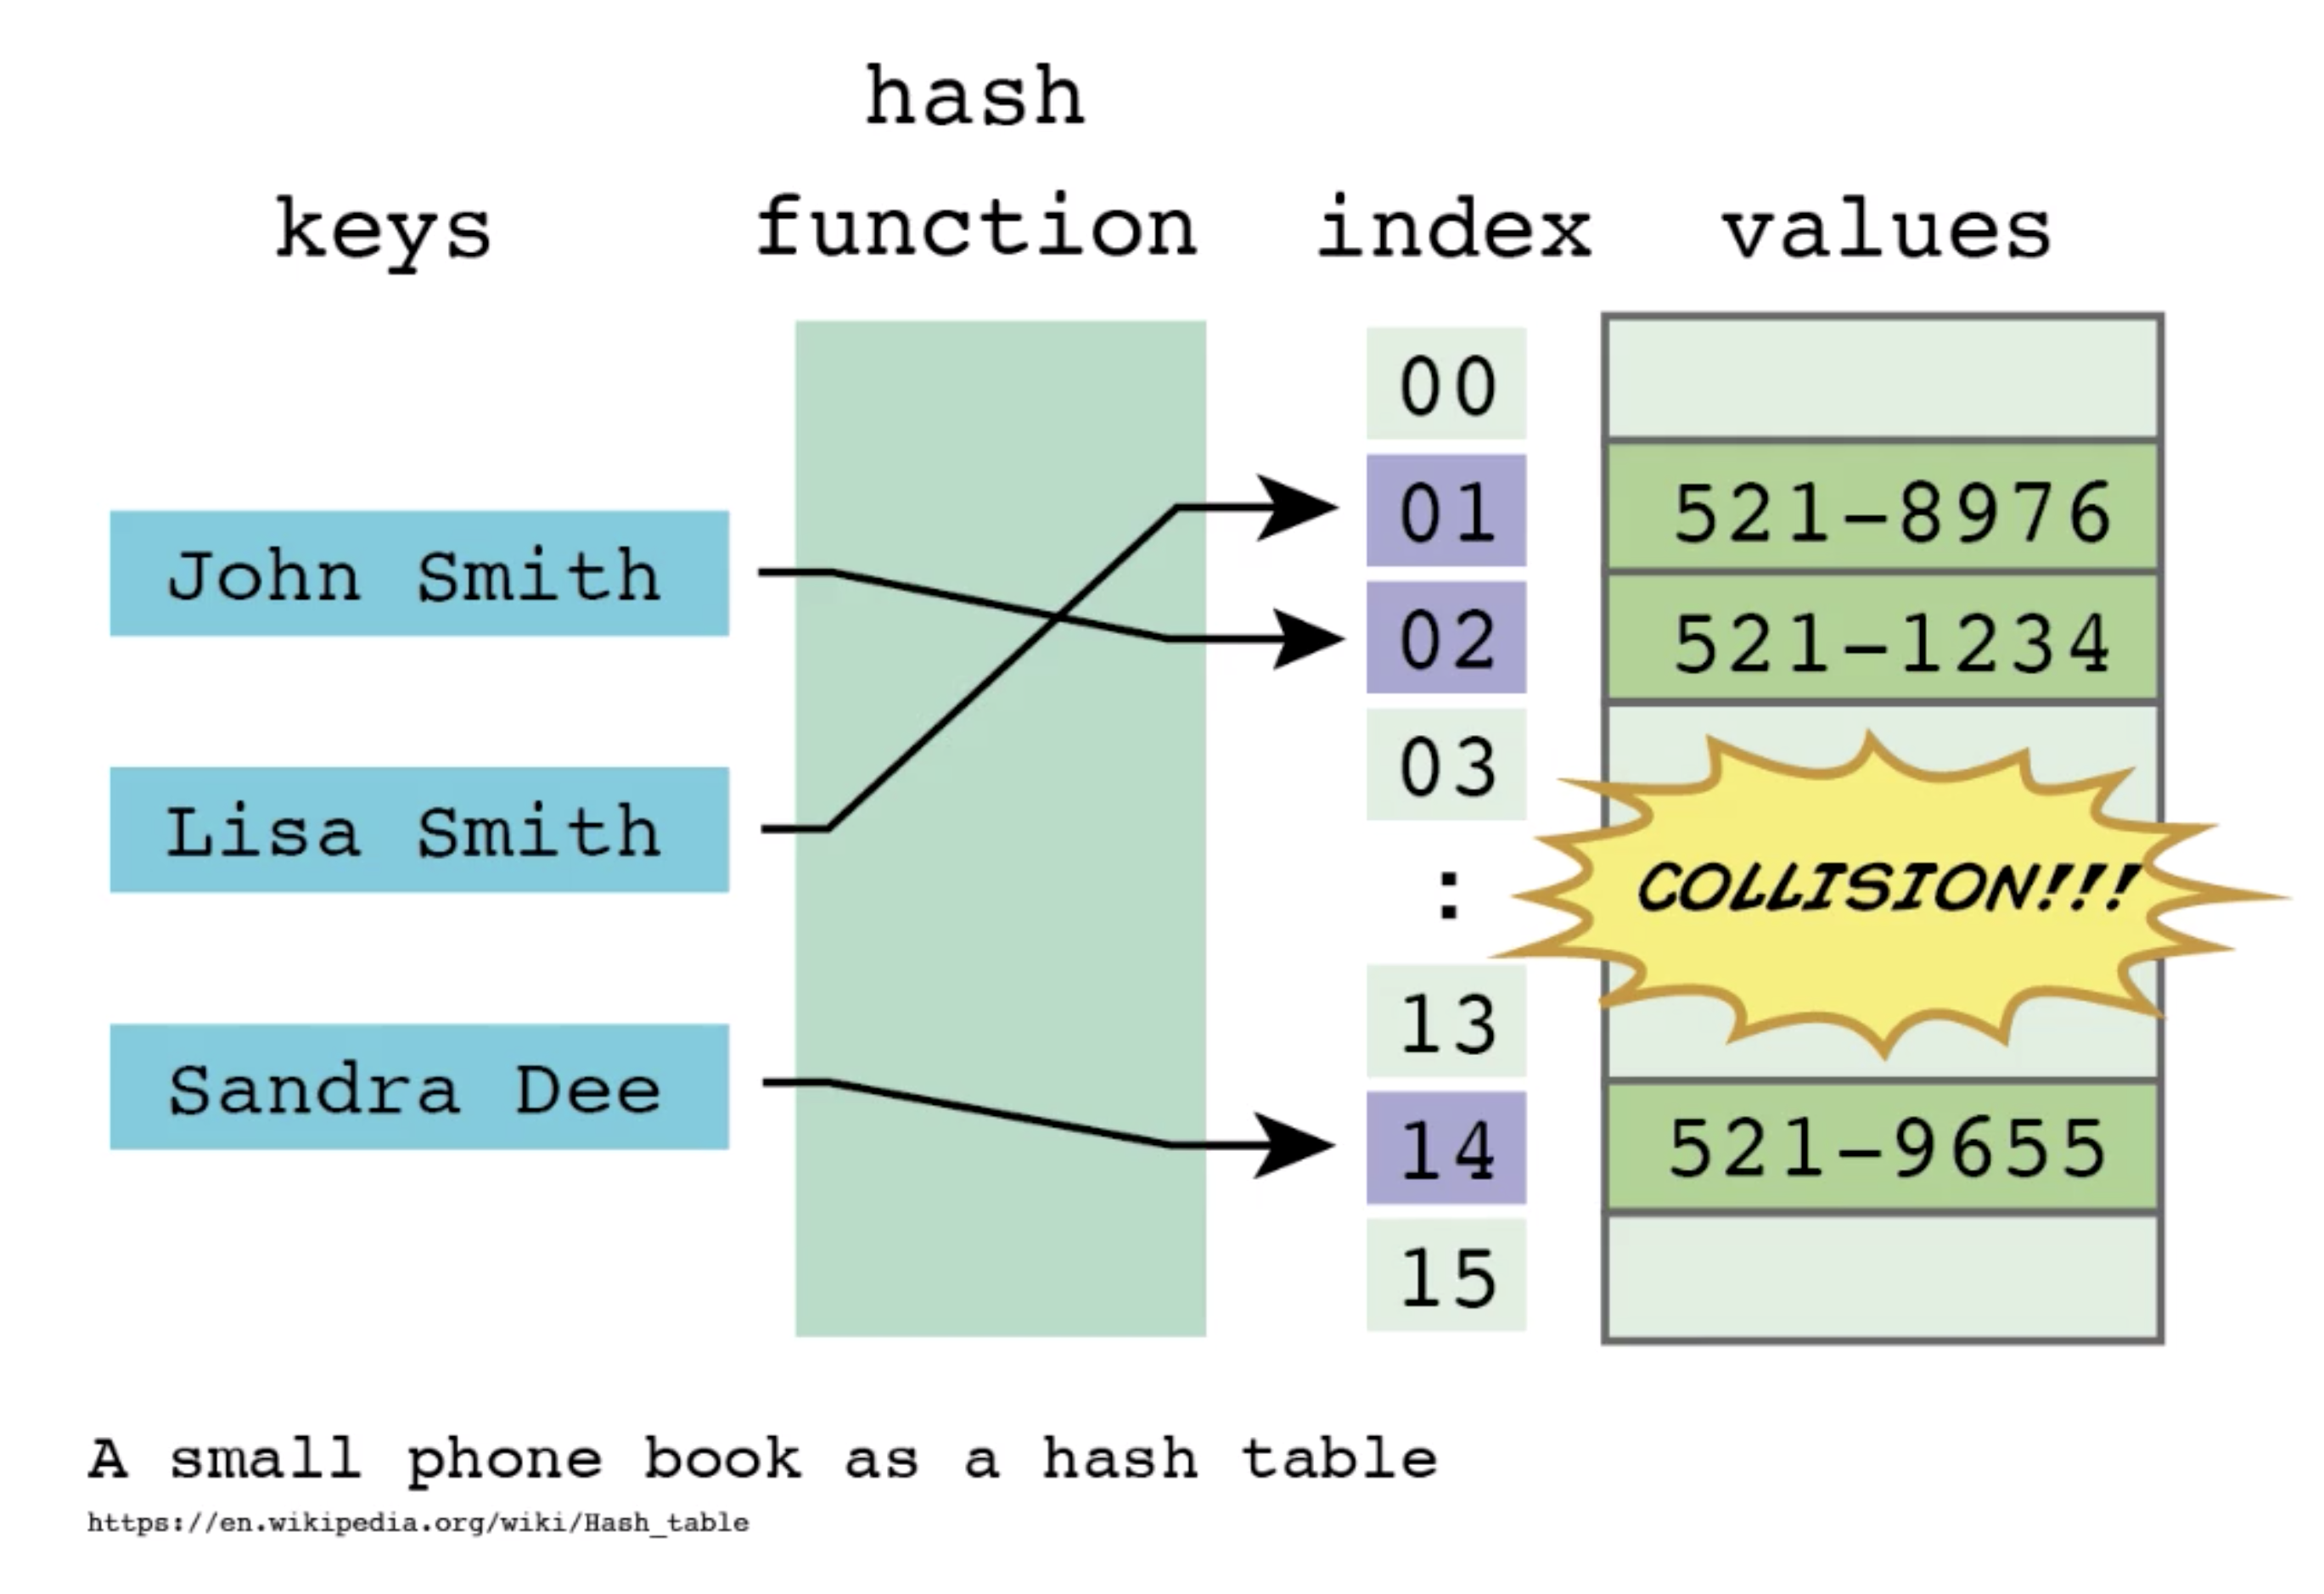 hash
keys function index values
00
01 521-8976
John Smith
02 521-1234
03
Lisa Smith
: COLLISION!!!
13
Sandra Dee
14 521-9655
15
A small phone book as a hash table
https://en.wikipedia.org/wiki/Hash_table